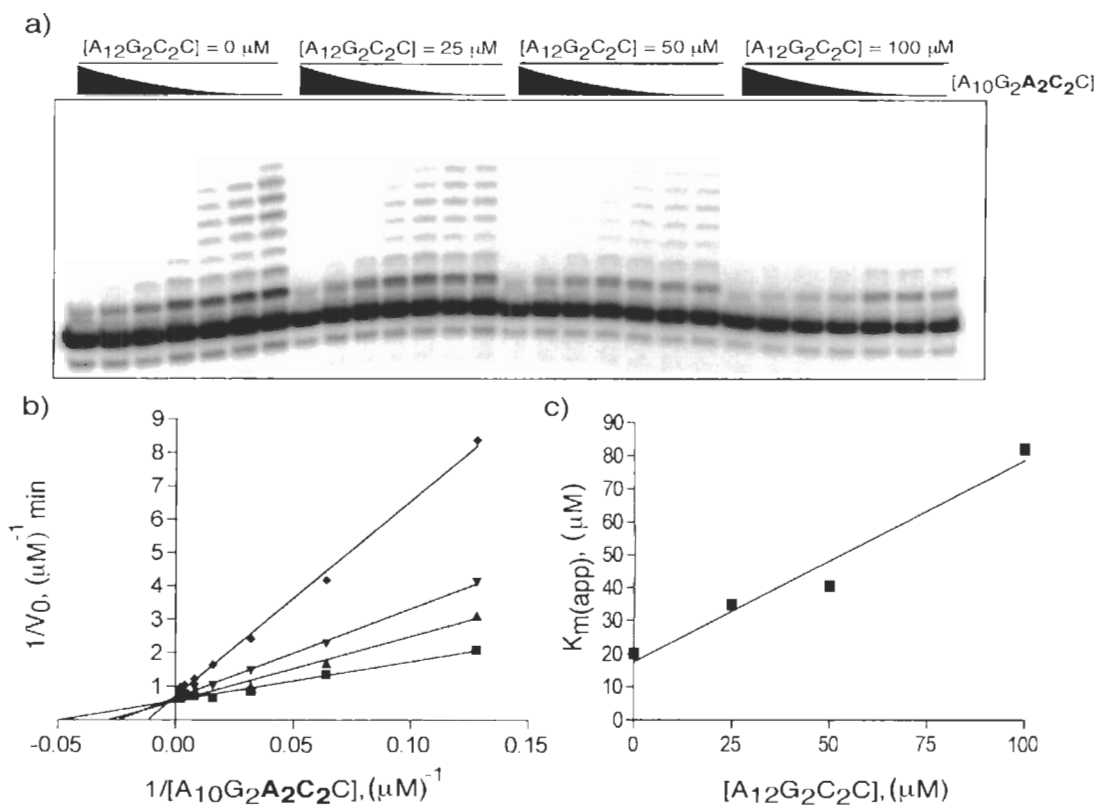 a)
[A12G2C2C] = 0 µM [A12G2C2C] = 25 µM [A12G2C2C] = 50 µM [A12G2C2C] = 100 µM
[A10G2A2C2C]
b)
9
8
7
6
5
4
3
2
1
1/V0, (µM)⁻¹ min
-0.05 0.00 0.05 0.10 0.15
1/[A10G2A2C2C], (µM)⁻¹
c)
90
80
70
60
50
40
30
20
10
0
Km(app), (µM)
0 25 50 75 100
[A12G2C2C], (µM)